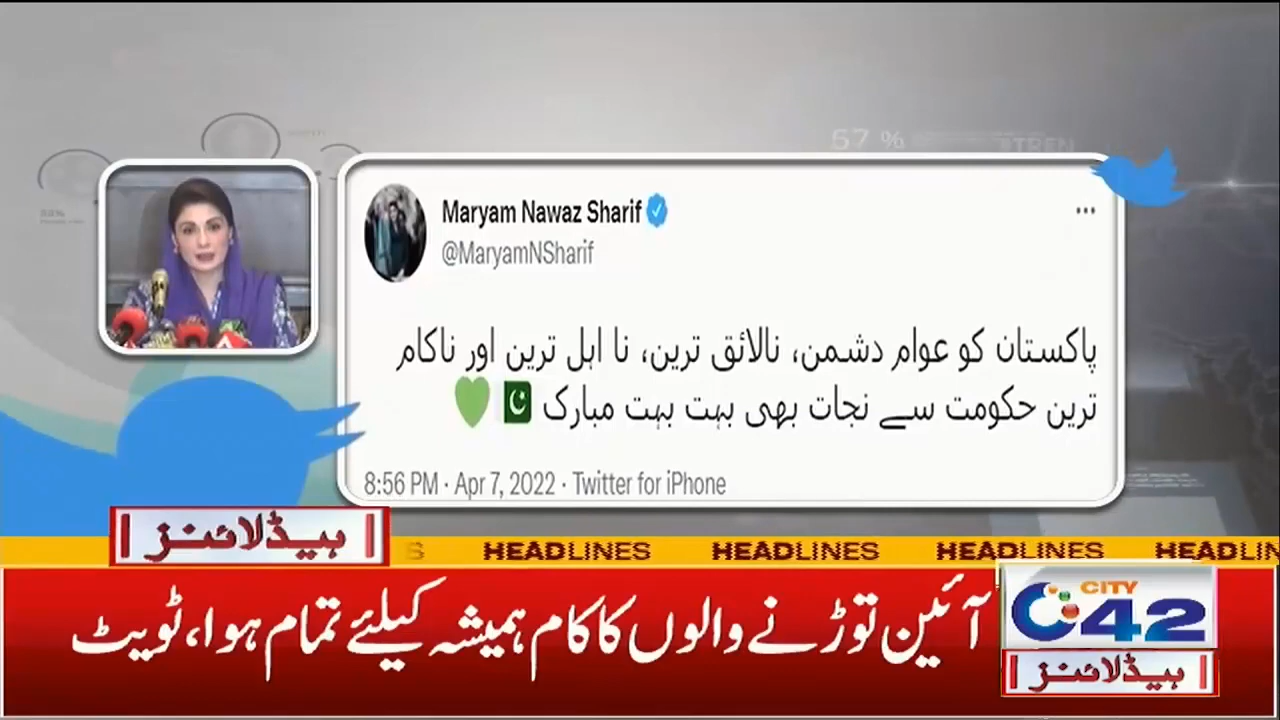 57 %
#TREN
Maryam Nawaz Sharif
@MaryamNSharif
پاکستان کو عوام دشمن، نالائق ترین، نا اہل ترین اور ناکام
ترین حکومت سے نجات بھی بہت بہت مبارک 🇵🇰💚
8:56 PM · Apr 7, 2022 · Twitter for iPhone
ہیڈلائنز
S HEADLINES HEADLINES HEADLINES HEADLIN
آئین توڑنے والوں کا کام ہمیشہ کیلئے تمام ہوا، ٹویٹ
CITY
42
ہیڈلائنز